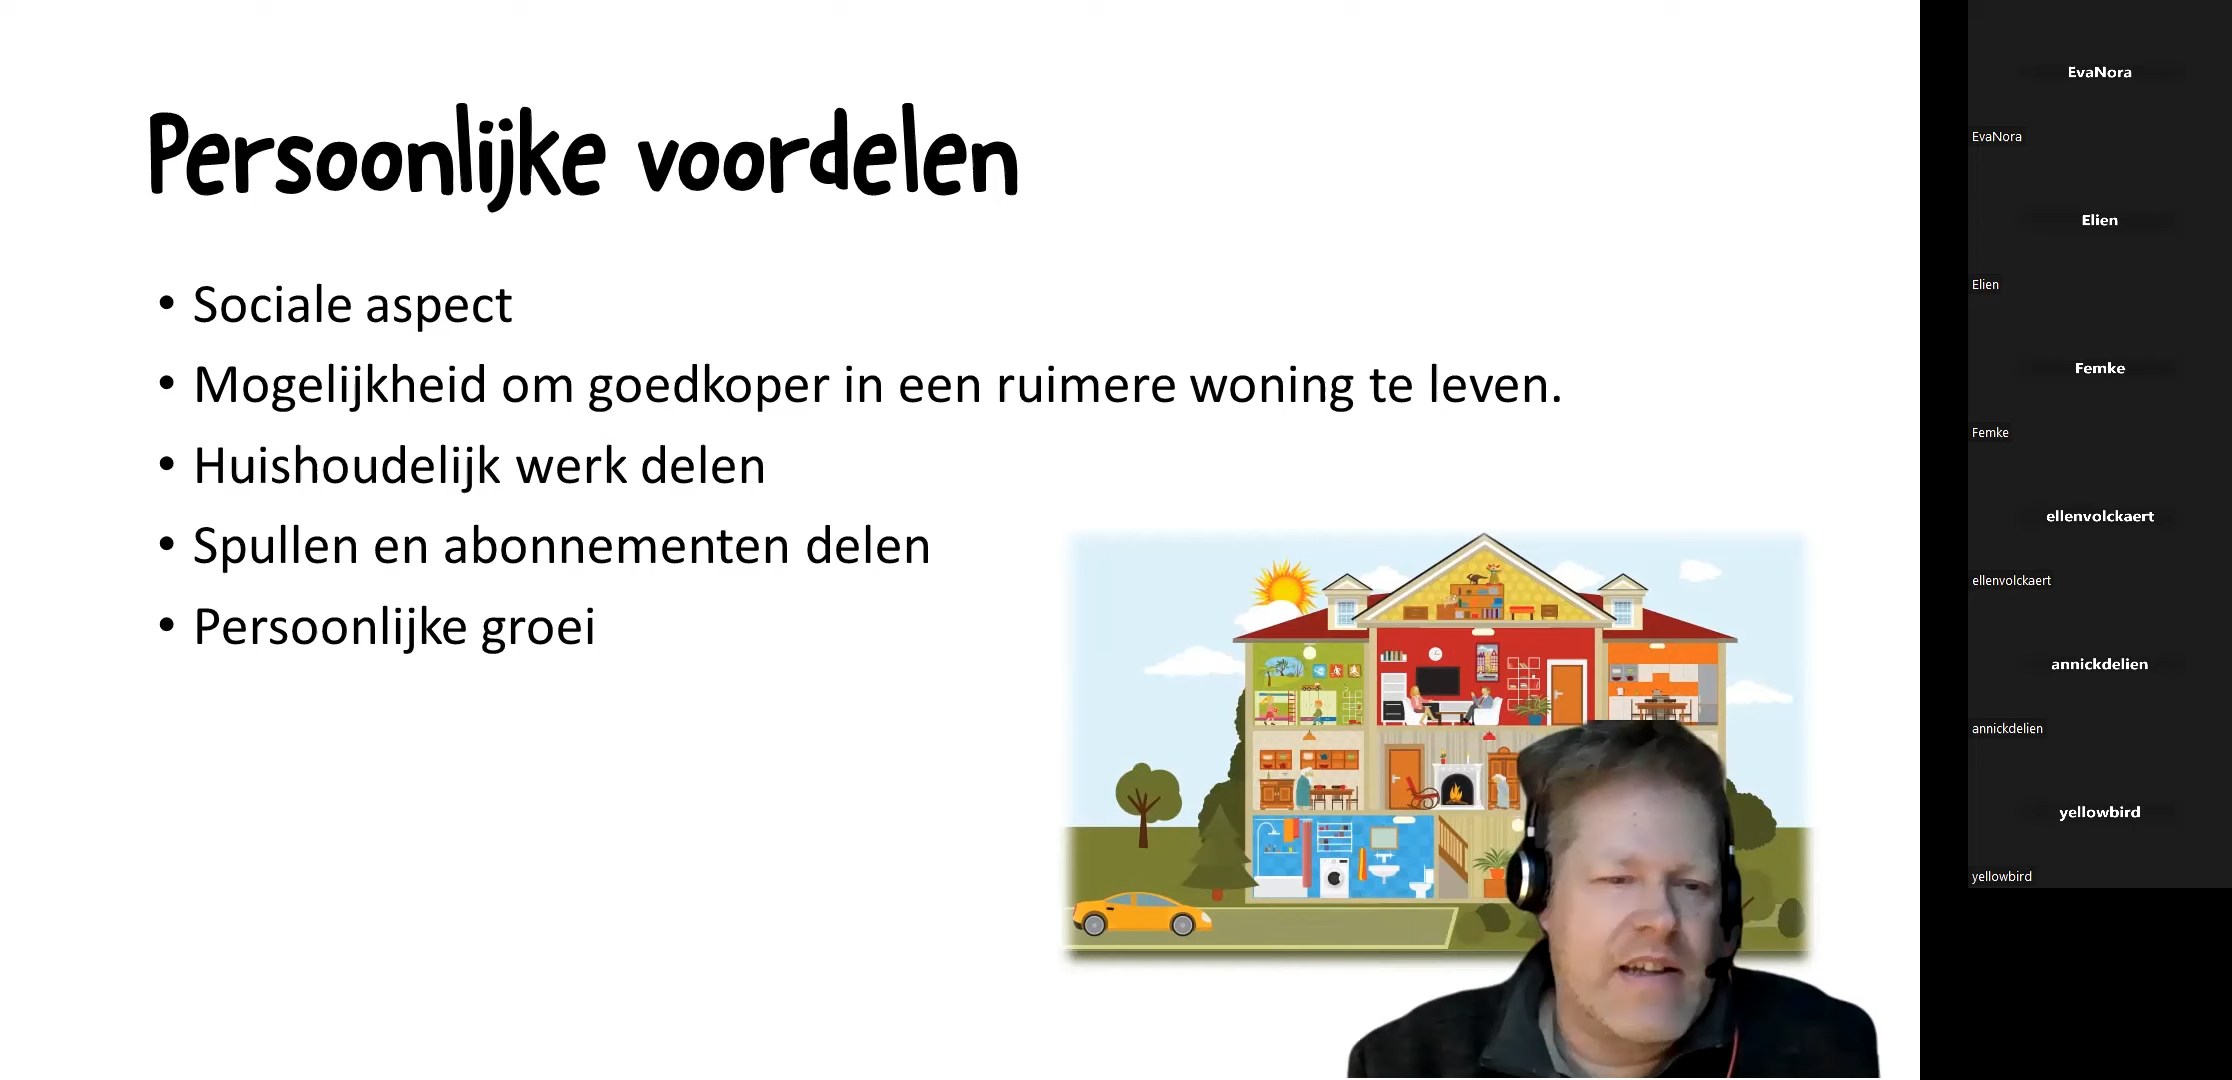 Persoonlijke voordelen
• Sociale aspect
• Mogelijkheid om goedkoper in een ruimere woning te leven.
• Huishoudelijk werk delen
• Spullen en abonnementen delen
• Persoonlijke groei
EvaNora
EvaNora
Elien
Elien
Femke
Femke
ellenvolckaert
ellenvolckaert
annickdelien
annickdelien
yellowbird
yellowbird